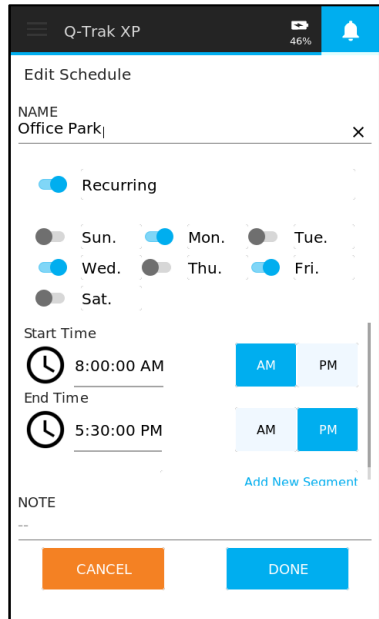 Q-Trak XP
46%
Edit Schedule
NAME
Office Park
Recurring
Sun. Mon. Tue.
Wed. Thu. Fri.
Sat.
Start Time
8:00:00 AM AM PM
End Time
5:30:00 PM AM PM
Add New Segment
NOTE
--
CANCEL DONE